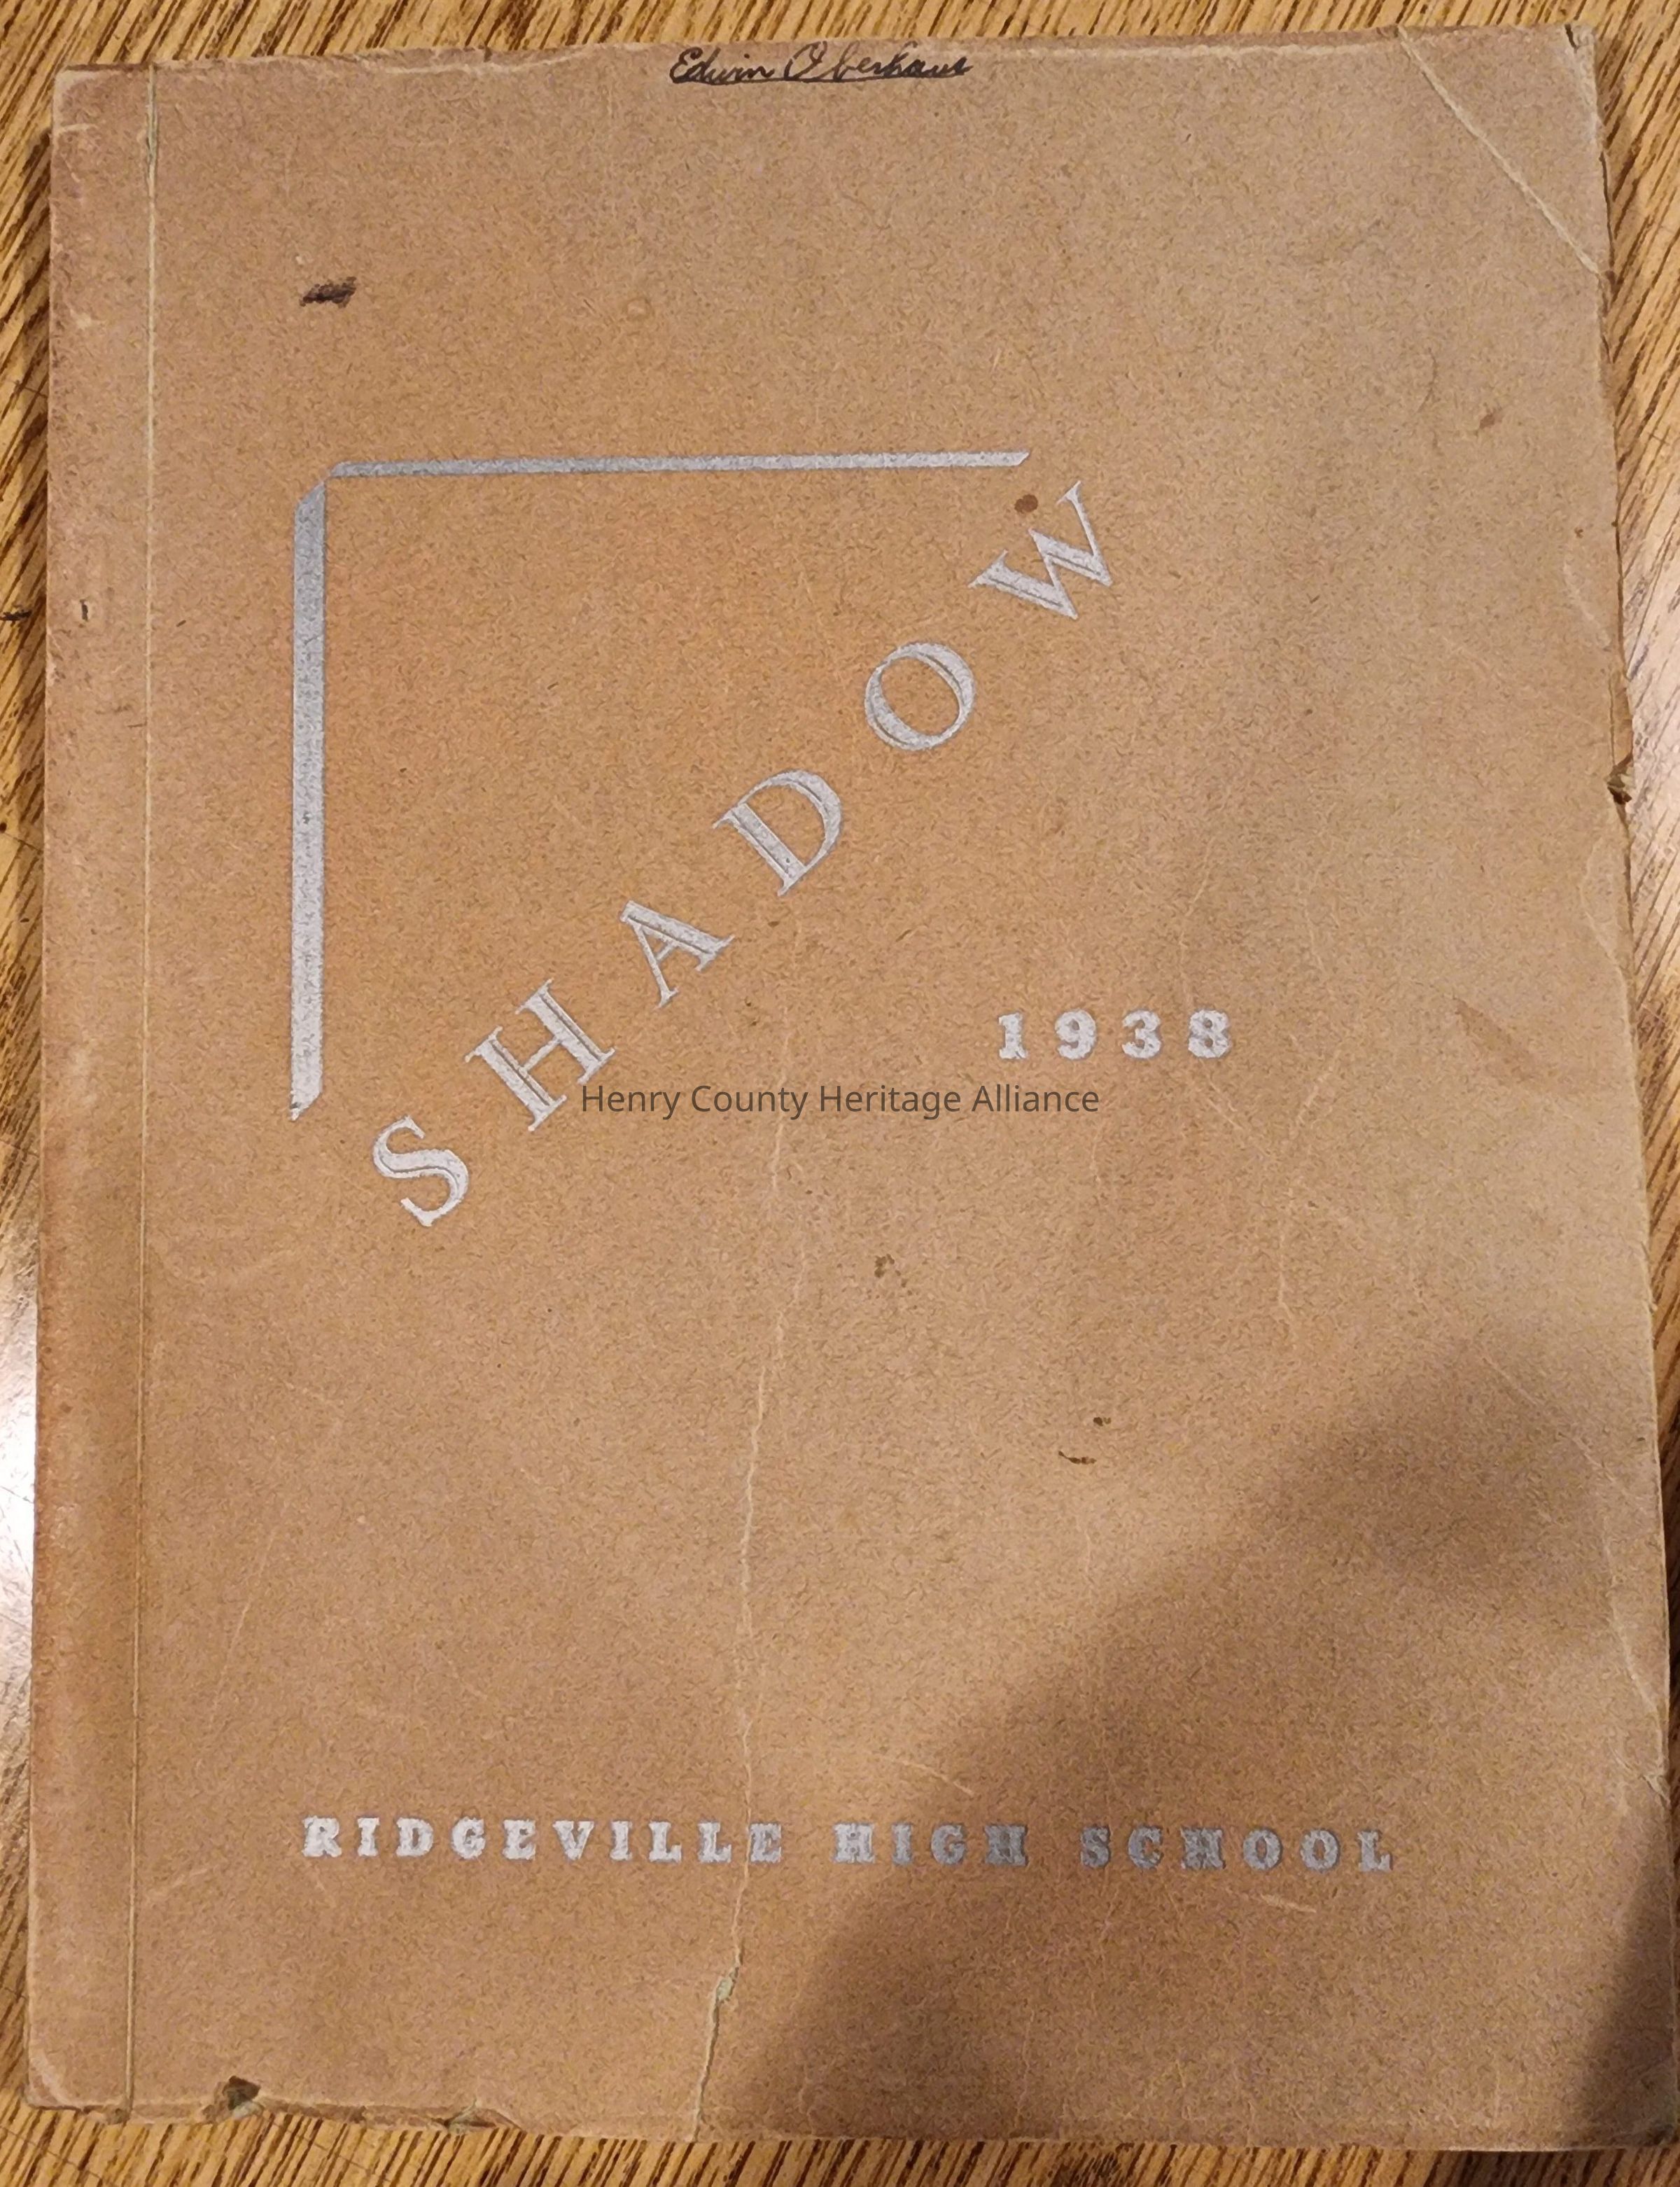 Edwin Oberhaus
SHADOW
1938
Henry County Heritage Alliance
RIDGEVILLE HIGH SCHOOL